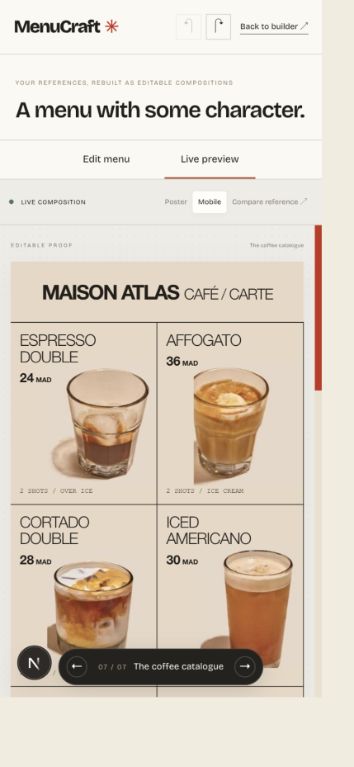 MenuCraft
Back to builder ↗
YOUR REFERENCES, REBUILT AS EDITABLE COMPOSITIONS
A menu with some character.
Edit menu
Live preview
LIVE COMPOSITION
Poster
Mobile
Compare reference ↗
EDITABLE PROOF
The coffee catalogue
MAISON ATLAS CAFÉ / CARTE
ESPRESSO
DOUBLE
24 MAD
2 SHOTS / OVER ICE
AFFOGATO
36 MAD
2 SHOTS / ICE CREAM
CORTADO
DOUBLE
28 MAD
ICED
AMERICANO
30 MAD
N
← 07 / 07 The coffee catalogue →